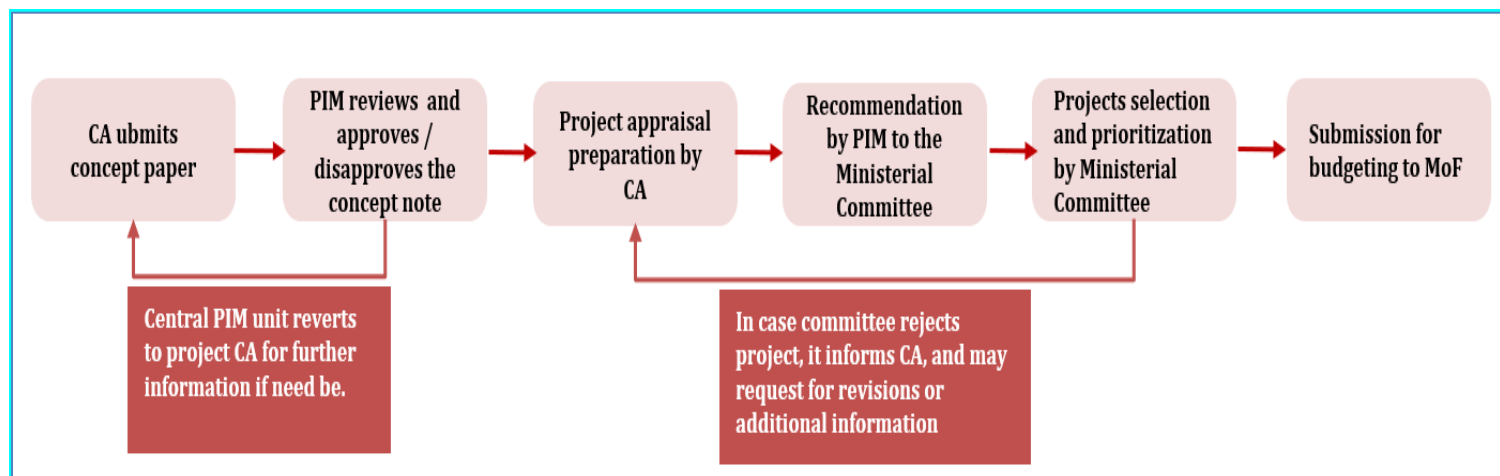 CA ubmits
concept paper
PIM reviews and
approves /
disapproves the
concept note
Project appraisal
preparation by
CA
Recommendation
by PIM to the
Ministerial
Committee
Projects selection
and prioritization
by Ministerial
Committee
Submission for
budgeting to MoF
Central PIM unit reverts
to project CA for further
information if need be.
In case committee rejects
project, it informs CA, and may
request for revisions or
additional information